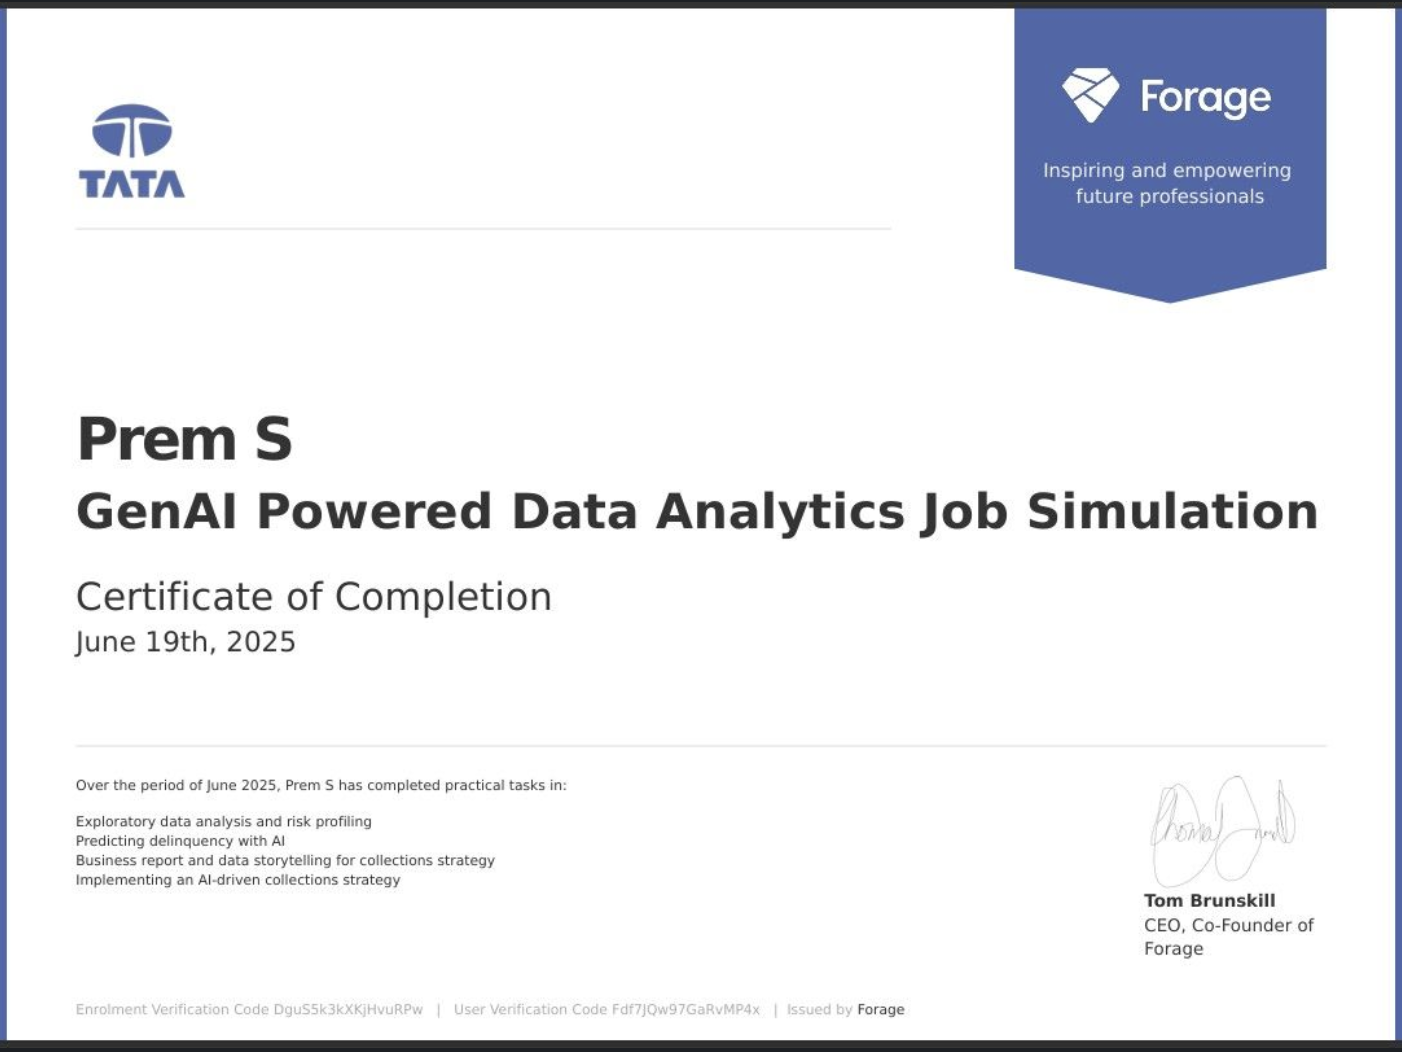 TATA
Forage
Inspiring and empowering
future professionals
Prem S
GenAI Powered Data Analytics Job Simulation
Certificate of Completion
June 19th, 2025
Over the period of June 2025, Prem S has completed practical tasks in:
Exploratory data analysis and risk profiling
Predicting delinquency with AI
Business report and data storytelling for collections strategy
Implementing an AI-driven collections strategy
Tom Brunskill
CEO, Co-Founder of
Forage
Enrolment Verification Code DguS5k3kXKjHvuRPw | User Verification Code Fdf7JQw97GaRvMP4x | Issued by Forage